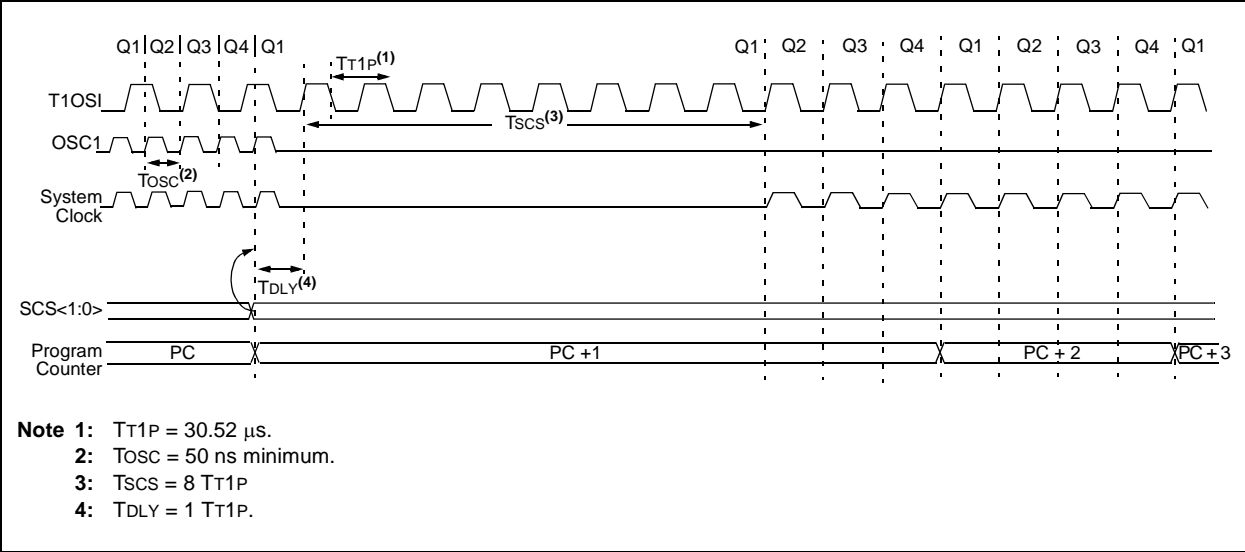 Q1 Q2 Q3 Q4 Q1 Q1 Q2 Q3 Q4 Q1 Q2 Q3 Q4 Q1
TT1P(1)
T1OSI
TSCS(3)
OSC1
TOSC(2)
System
Clock
TDLY(4)
SCS<1:0>
Program
Counter
PC PC +1 PC + 2 PC + 3
Note 1: TT1P = 30.52 μs.
2: TOSC = 50 ns minimum.
3: TSCS = 8 TT1P
4: TDLY = 1 TT1P.